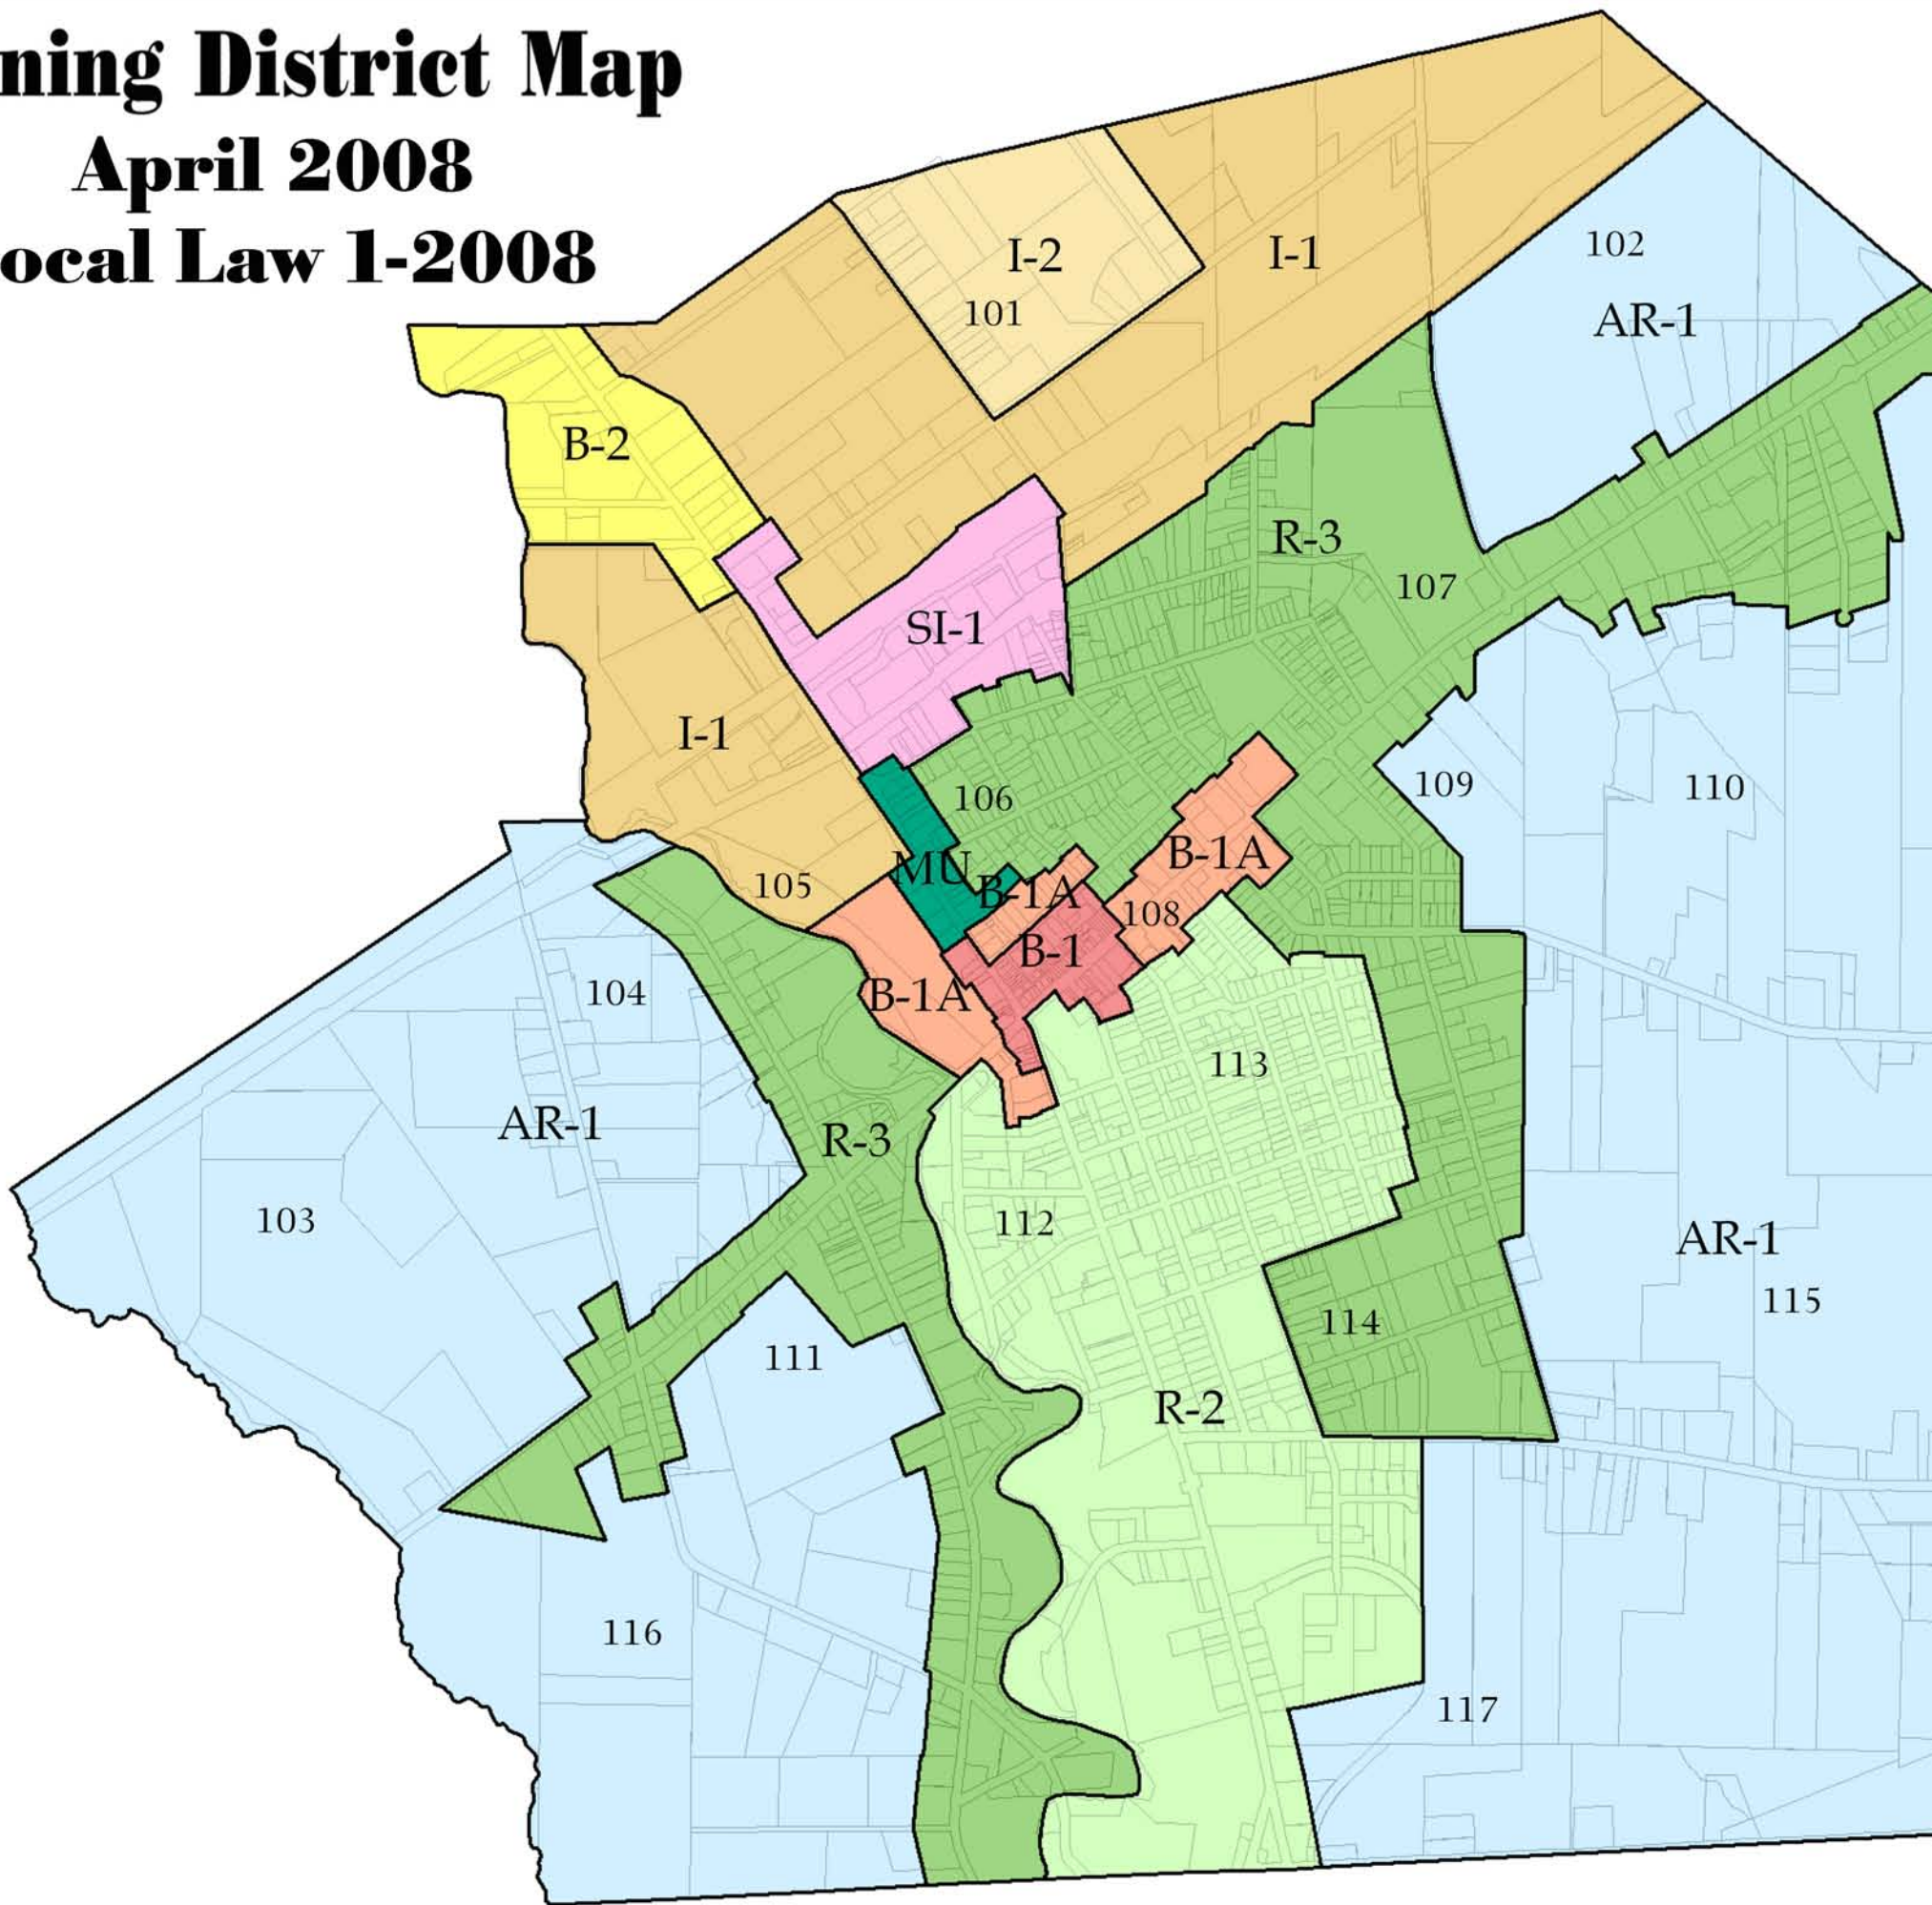 ning District Map
April 2008
ocal Law 1-2008
I-2
101
I-1
102
AR-1
B-2
R-3
107
SI-1
I-1
106
109
110
MU
B-1A
B-1A
105
108
B-1
B-1A
104
113
AR-1
R-3
103
112
AR-1
115
114
111
R-2
116
117